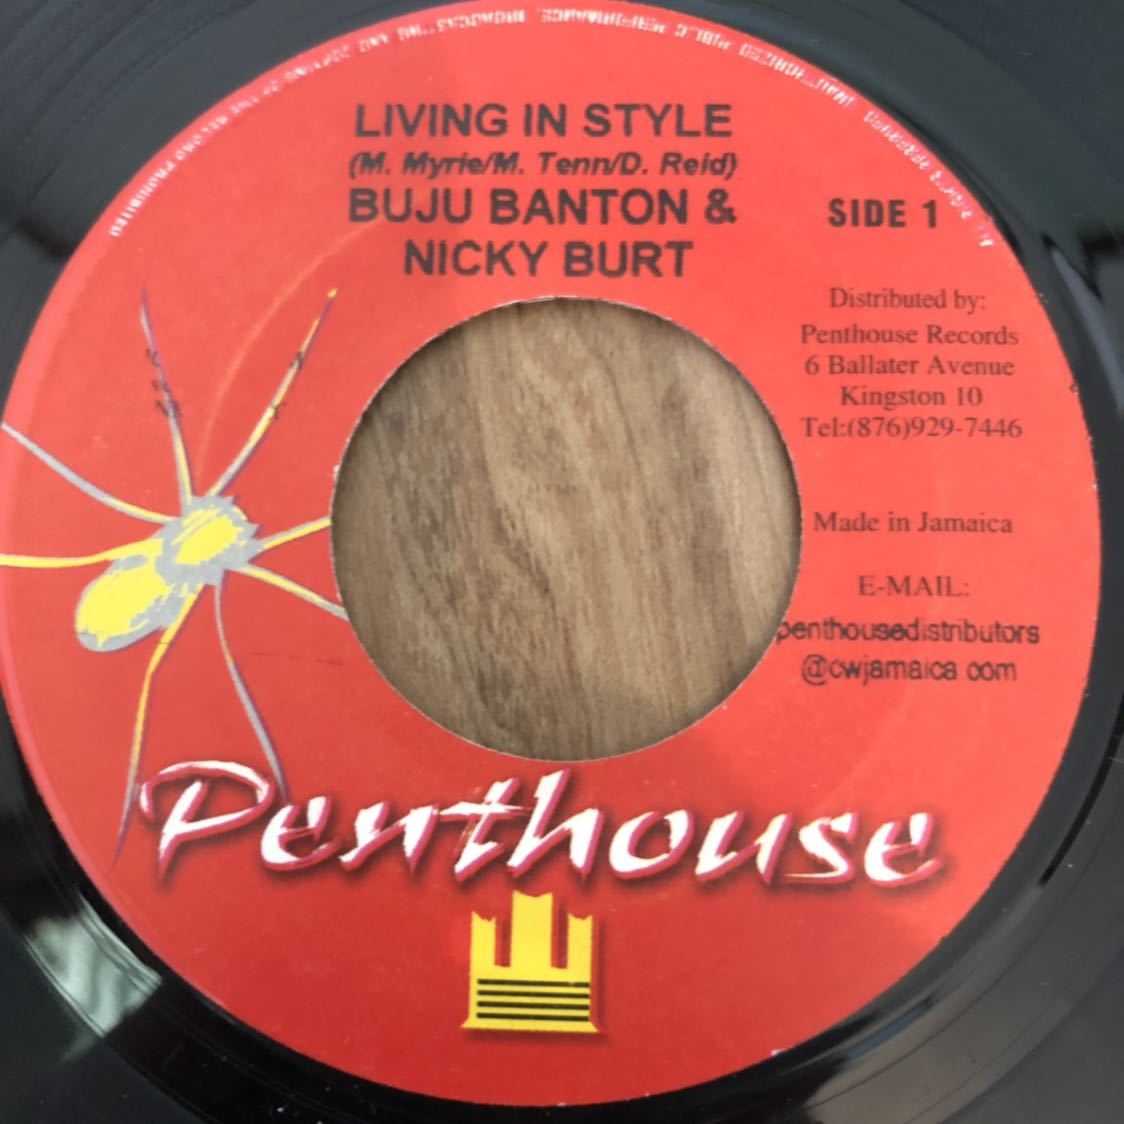 LIVING IN STYLE
(M. Myrie/M. Tenn/D. Reid)
BUJU BANTON &
NICKY BURT
SIDE 1
Distributed by:
Penthouse Records
6 Ballater Avenue
Kingston 10
Tel:(876)929-7446
Made in Jamaica
E-MAIL:
penthousedistributors
@cwjamaica.com
Penthouse